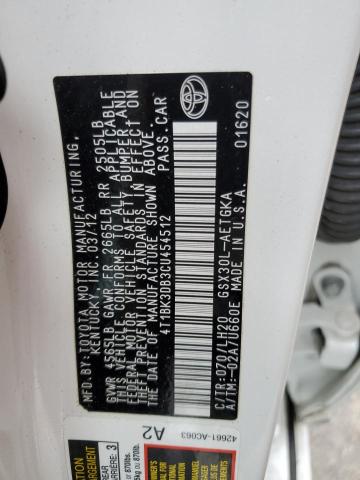 MFD.BY:TOYOTA MOTOR MANUFACTURING,
KENTUCKY, INC. 03/12
GVWR 4565LB GAWR FR 2665LB RR 2505LB
THIS VEHICLE CONFORMS TO ALL APPLICABLE
FEDERAL MOTOR VEHICLE SAFETY, BUMPER, AND
THEFT PREVENTION STANDARDS IN EFFECT ON
THE DATE OF MANUFACTURE SHOWN ABOVE.
4T1BK3DB3CU454512 PASS.CAR
C/TR:070/LH20 GSX30L-AETGKA
A/TM:-02A/U660E MADE IN U.S.A.
01620
42661-AC063
A2
ARRIÈRE: 3